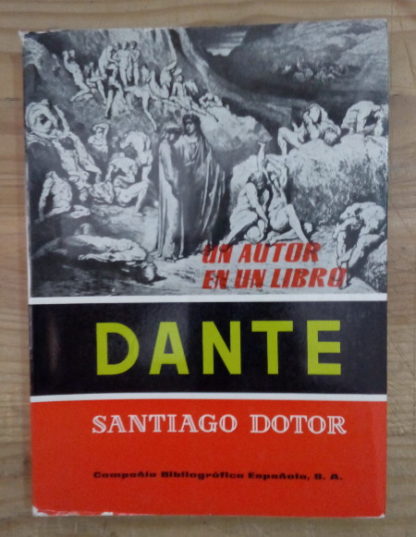 UN AUTOR
EN UN LIBRO
DANTE
SANTIAGO DOTOR
Compañía Bibliográfica Española, S. A.